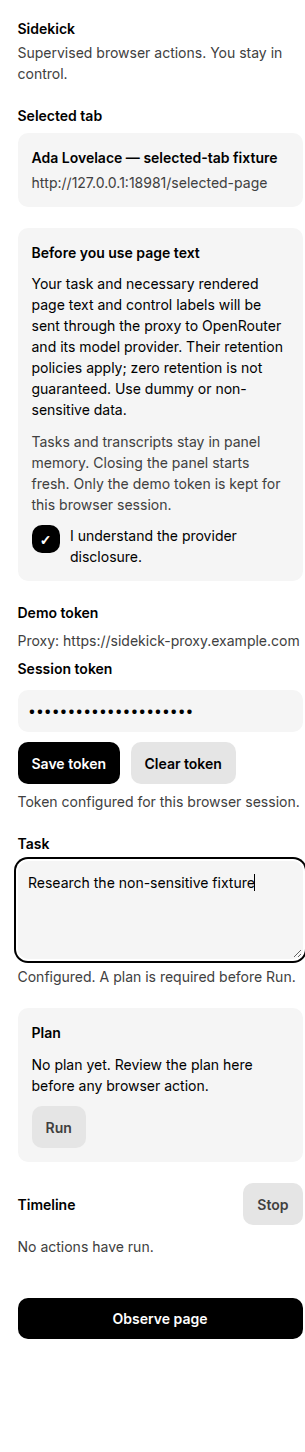 Sidekick
Supervised browser actions. You stay in
control.
Selected tab
Ada Lovelace — selected-tab fixture
http://127.0.0.1:18981/selected-page
Before you use page text
Your task and necessary rendered
page text and control labels will be
sent through the proxy to OpenRouter
and its model provider. Their retention
policies apply; zero retention is not
guaranteed. Use dummy or non-
sensitive data.
Tasks and transcripts stay in panel
memory. Closing the panel starts
fresh. Only the demo token is kept for
this browser session.
✓ I understand the provider
disclosure.
Demo token
Proxy: https://sidekick-proxy.example.com
Session token
•••••••••••••••••••••
Save token Clear token
Token configured for this browser session.
Task
Research the non-sensitive fixture
Configured. A plan is required before Run.
Plan
No plan yet. Review the plan here
before any browser action.
Run
Timeline Stop
No actions have run.
Observe page